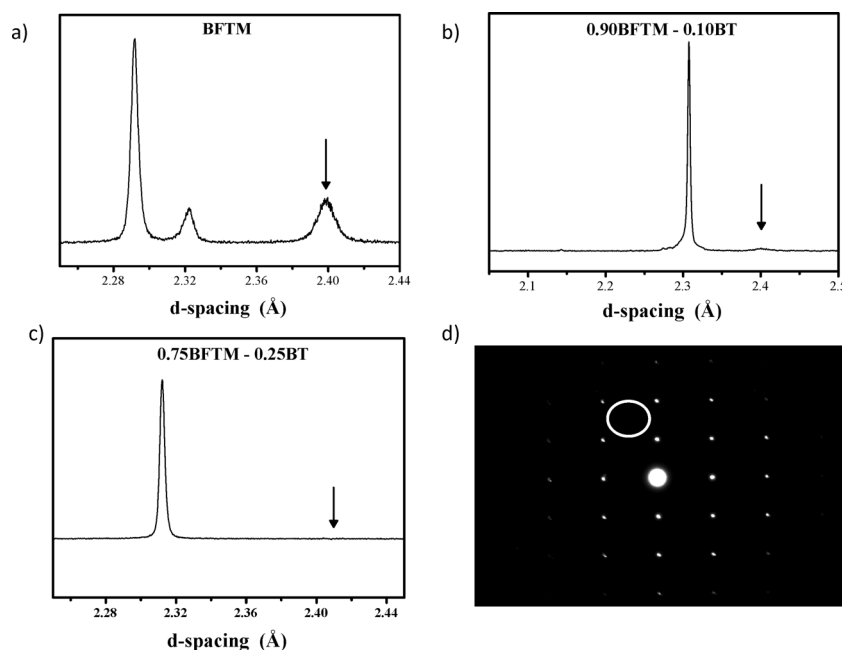 a)
BFTM
2.28 2.32 2.36 2.40 2.44
d-spacing (Å)
b)
0.90BFTM - 0.10BT
2.1 2.2 2.3 2.4 2.5
d-spacing (Å)
c)
0.75BFTM - 0.25BT
2.28 2.32 2.36 2.40 2.44
d-spacing (Å)
d)